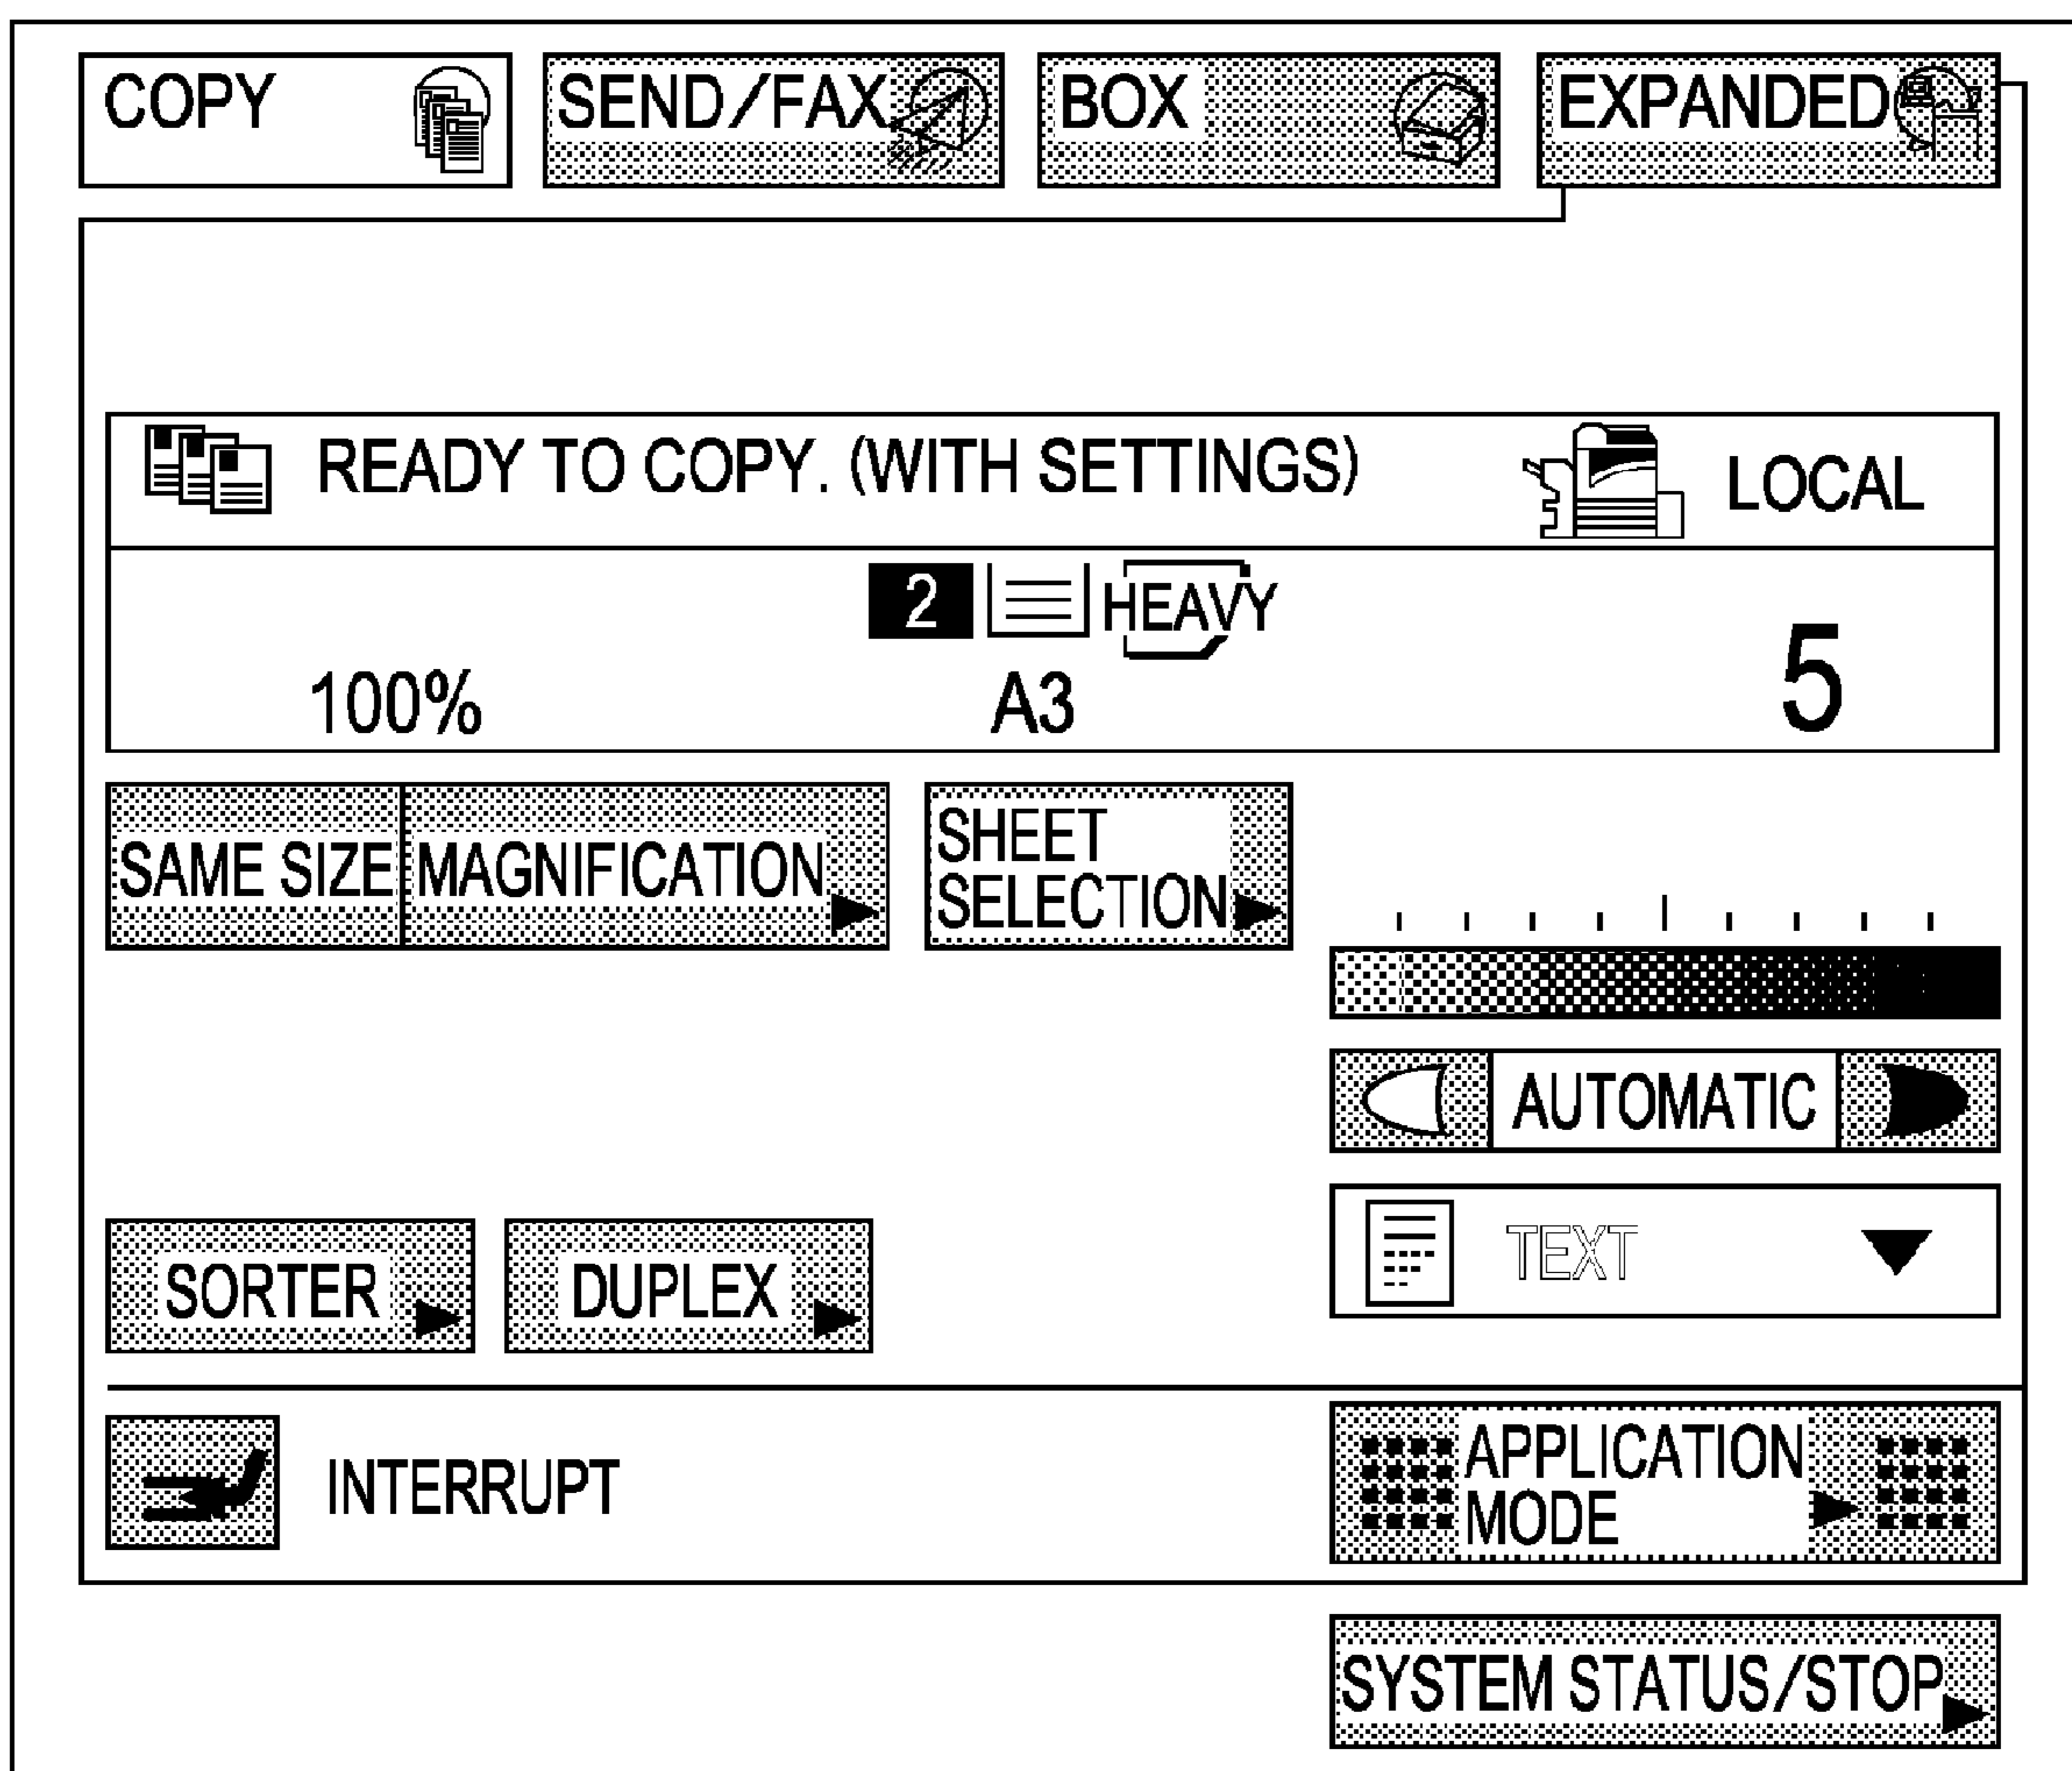 COPY
SEND/FAX
BOX
EXPANDED
READY TO COPY. (WITH SETTINGS)
LOCAL
2
HEAVY
100%
A3
5
SAME SIZE
MAGNIFICATION
SHEET
SELECTION
AUTOMATIC
TEXT
SORTER
DUPLEX
INTERRUPT
APPLICATION
MODE
SYSTEM STATUS/STOP